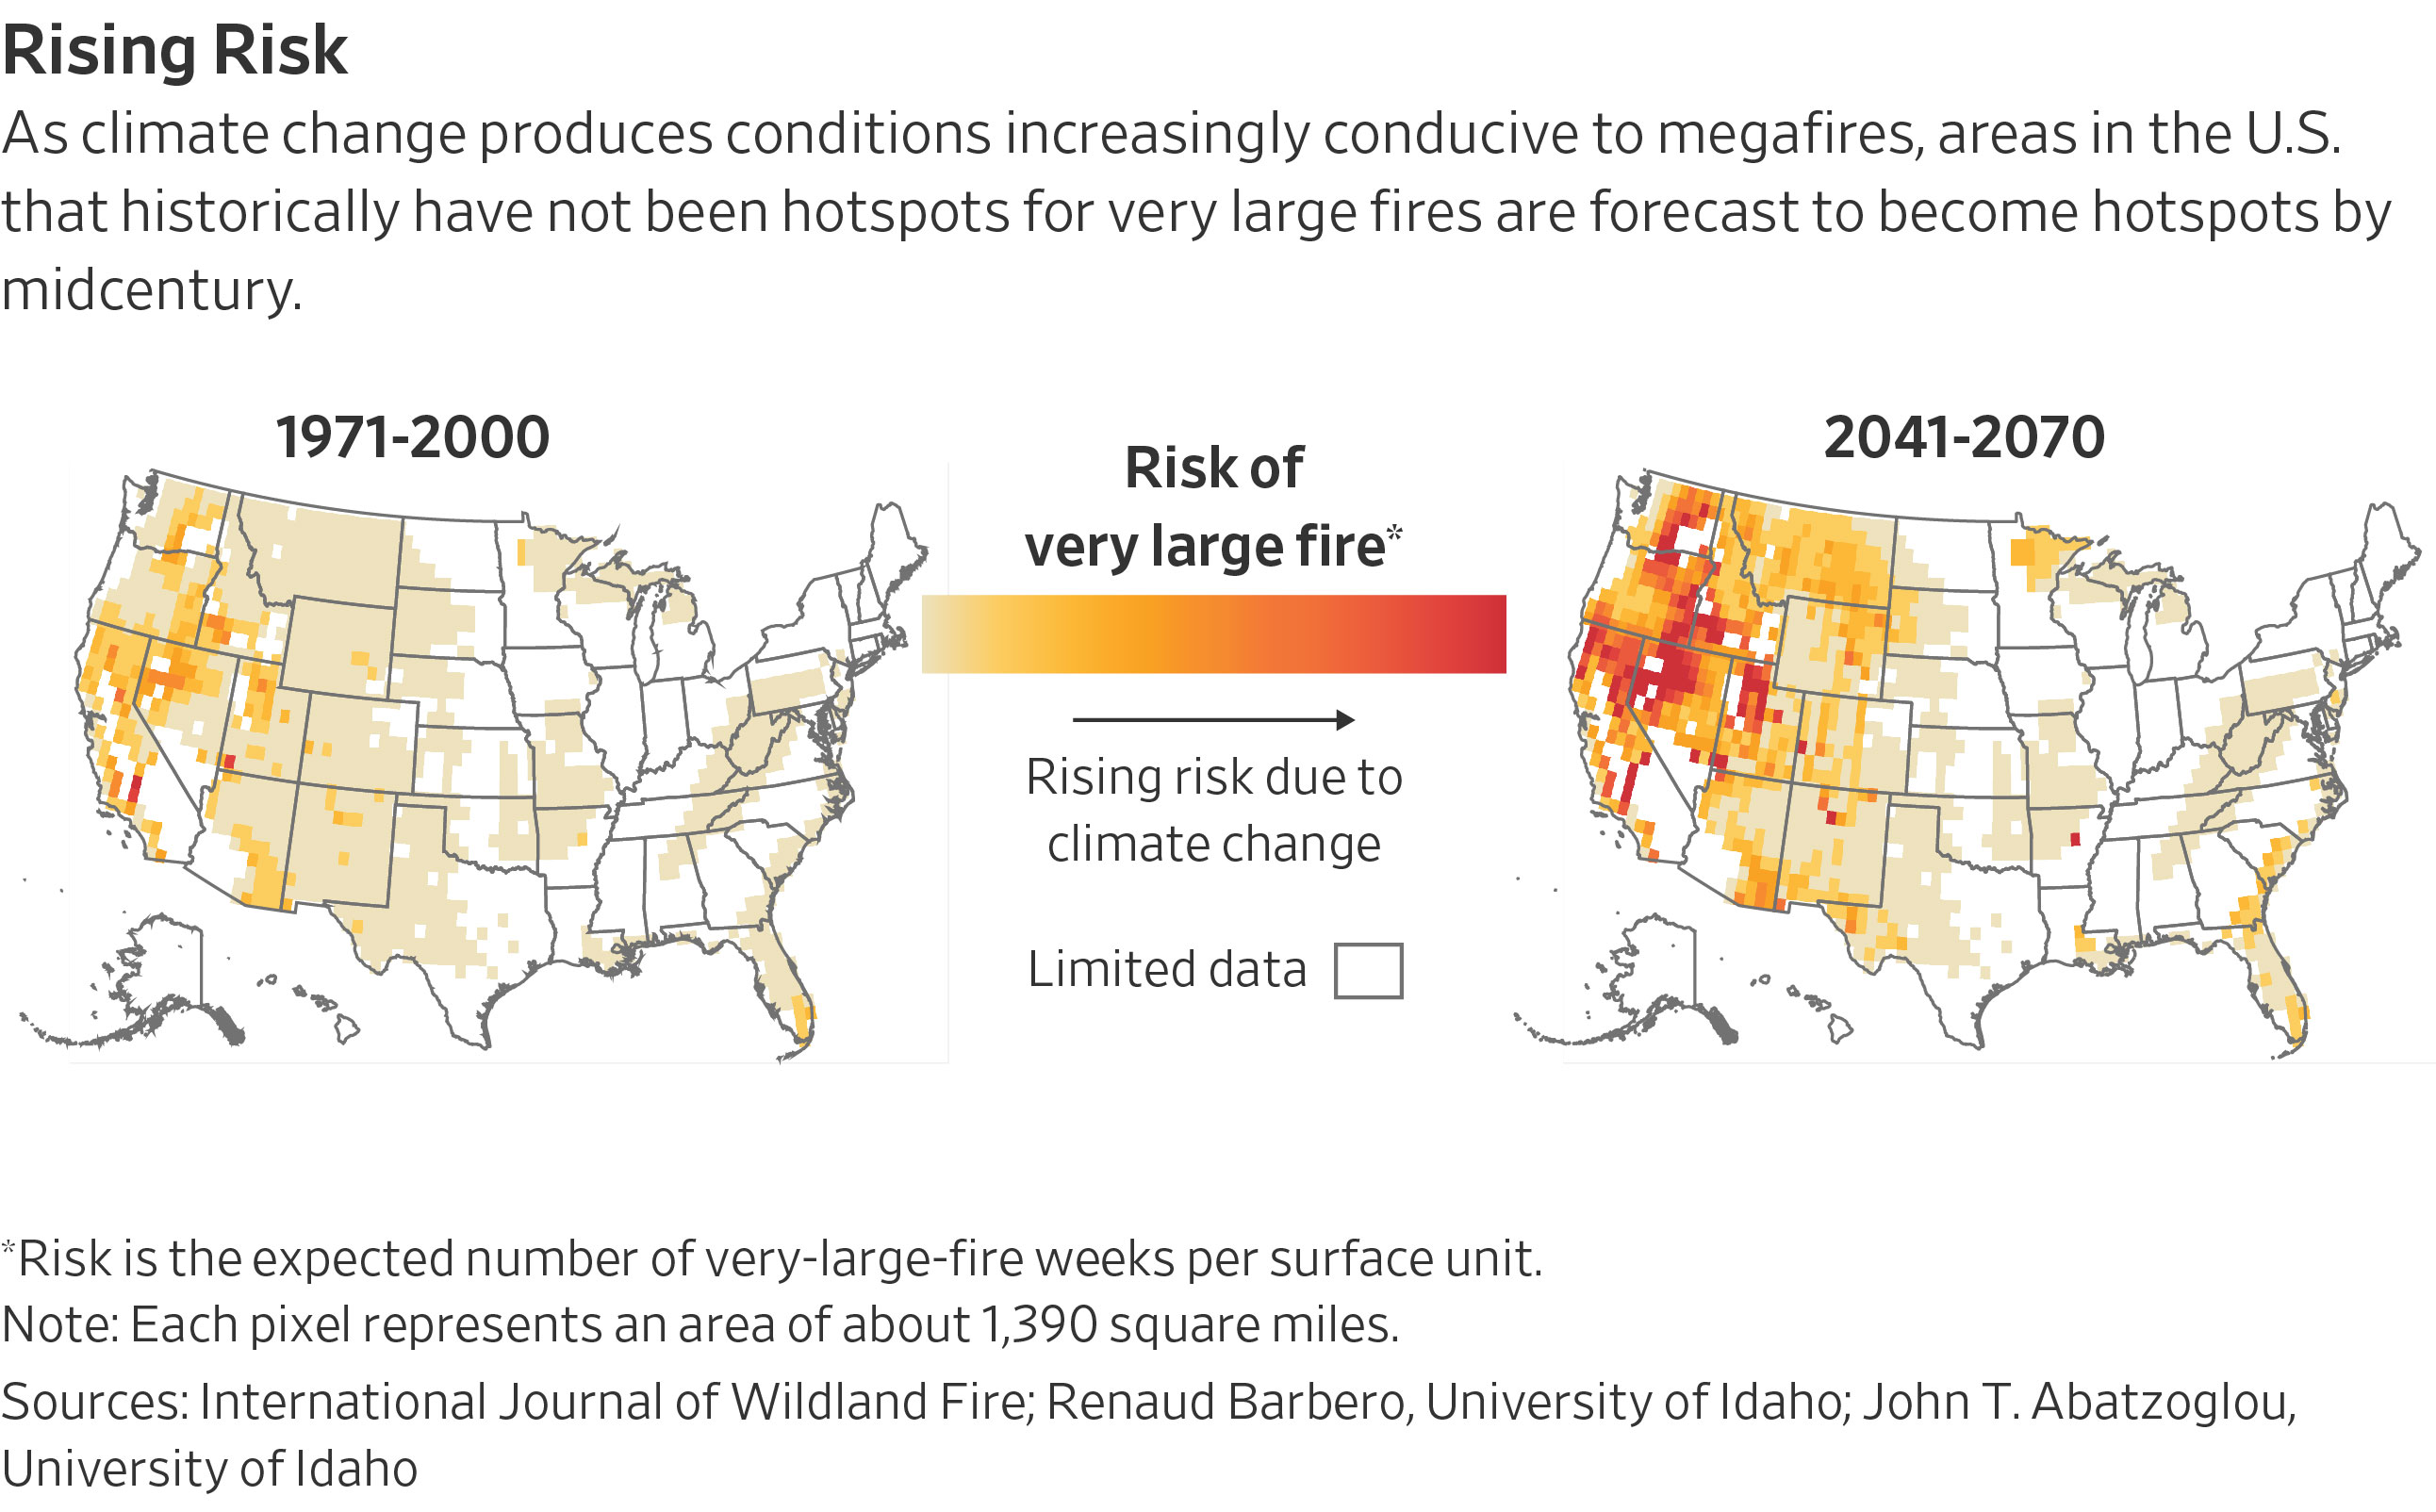 Rising Risk
As climate change produces conditions increasingly conducive to megafires, areas in the U.S.
that historically have not been hotspots for very large fires are forecast to become hotspots by
midcentury.
1971-2000
Risk of
very large fire*
Rising risk due to
climate change
Limited data
2041-2070
*Risk is the expected number of very-large-fire weeks per surface unit.
Note: Each pixel represents an area of about 1,390 square miles.
Sources: International Journal of Wildland Fire; Renaud Barbero, University of Idaho; John T. Abatzoglou,
University of Idaho